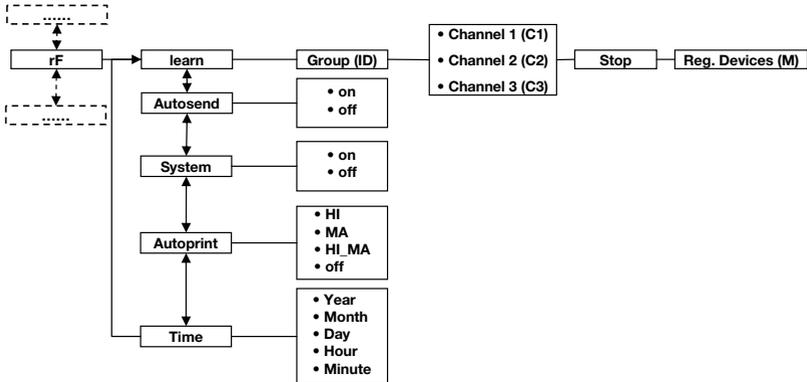 ......
rF
......
learn
Group (ID)
• Channel 1 (C1)
• Channel 2 (C2)
• Channel 3 (C3)
Stop
Reg. Devices (M)
Autosend
• on
• off
System
• on
• off
Autoprint
• HI
• MA
• HI_MA
• off
Time
• Year
• Month
• Day
• Hour
• Minute